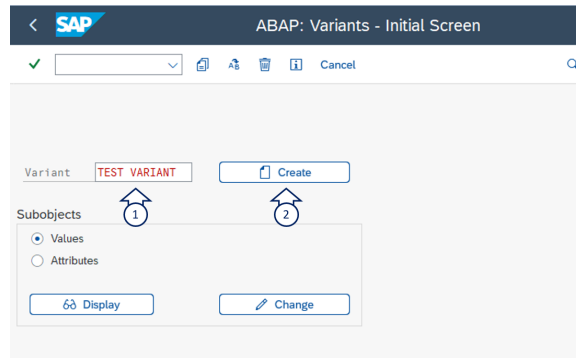 SAP ABAP: Variants - Initial Screen
Cancel
Variant TEST VARIANT Create
1 2
Subobjects
Values
Attributes
Display Change